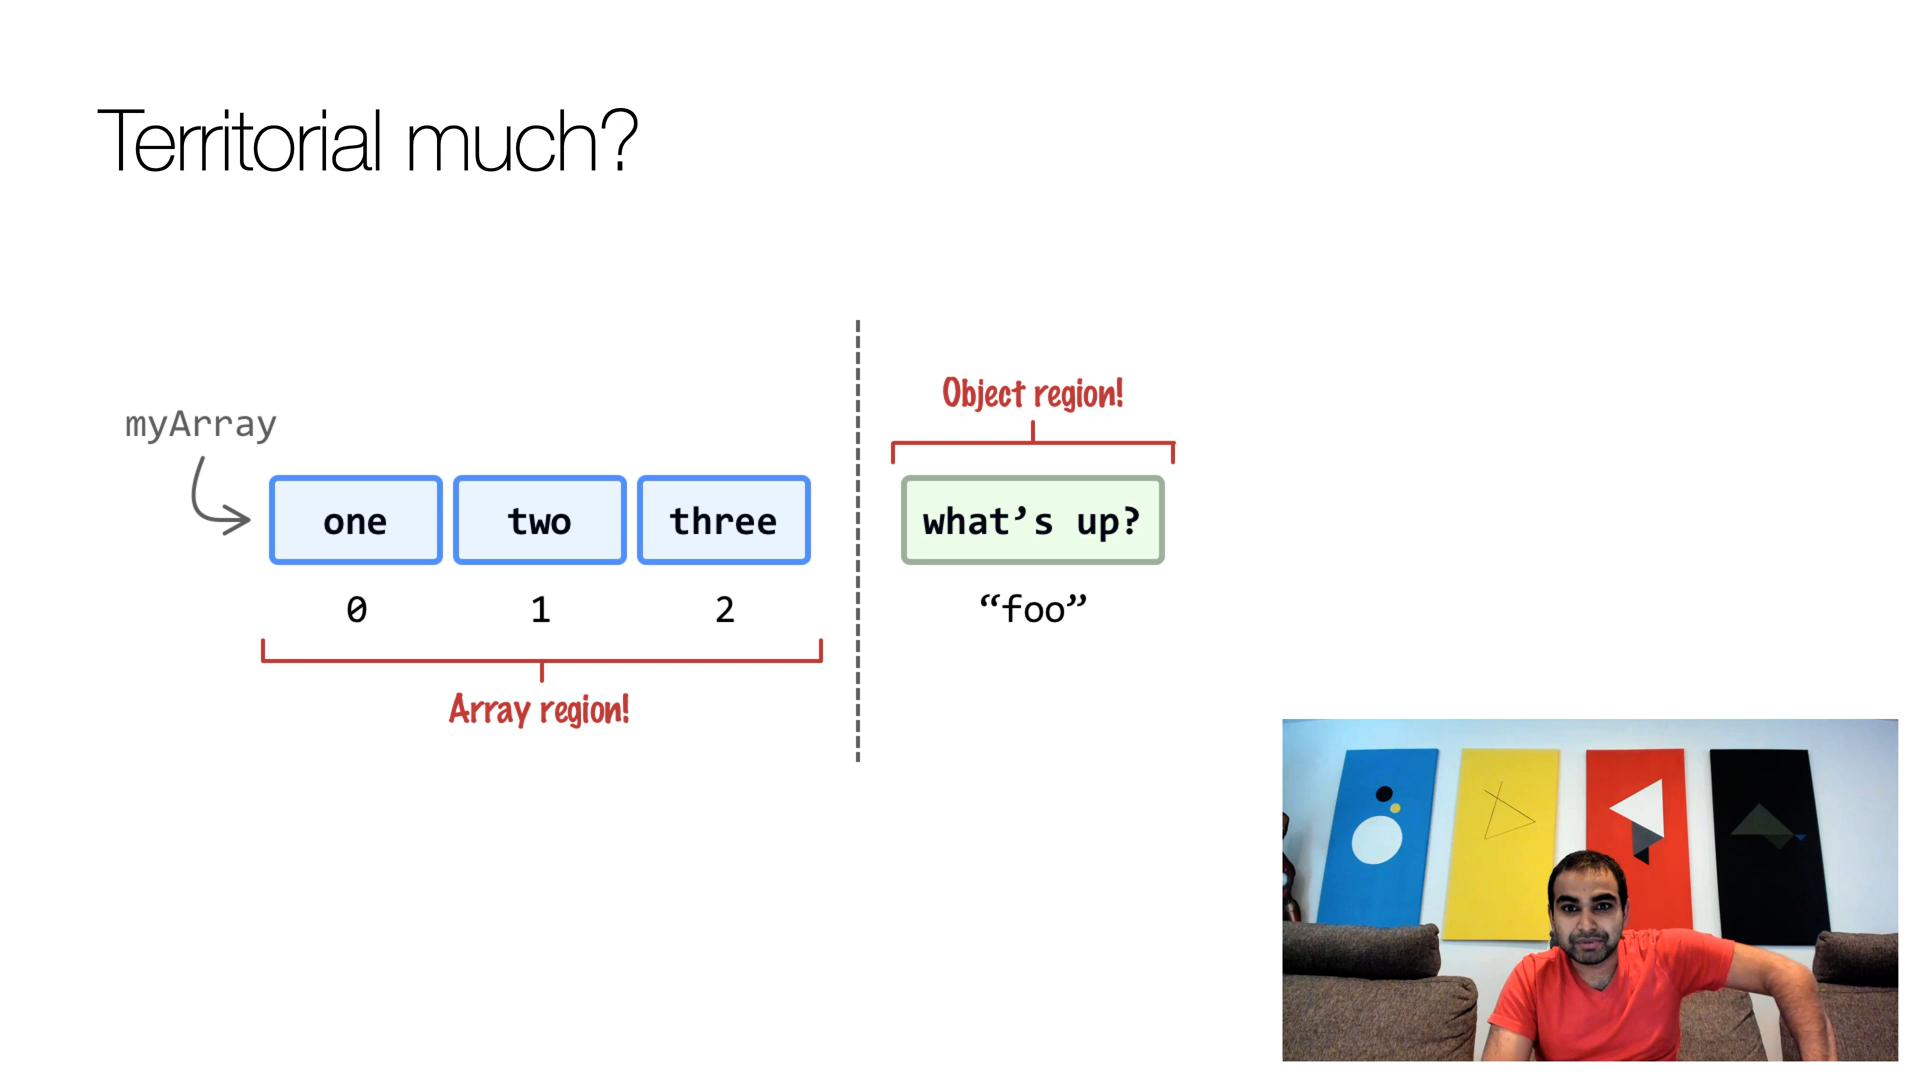 Territorial much?
Object region!
myArray
one two three what’s up?
0 1 2 “foo”
Array region!